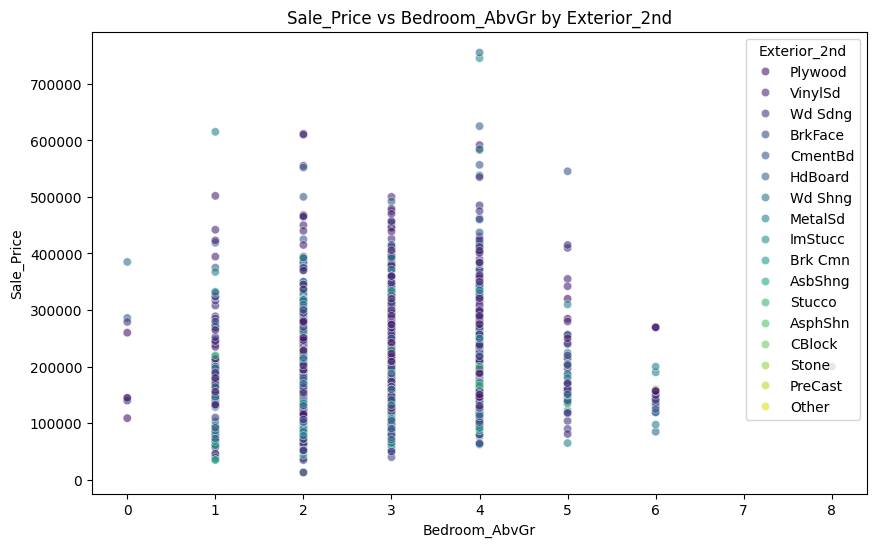 Sale_Price vs Bedroom_AbvGr by Exterior_2nd
Sale_Price
700000
600000
500000
400000
300000
200000
100000
0
Exterior_2nd
Plywood
VinylSd
Wd Sdng
BrkFace
CmentBd
HdBoard
Wd Shng
MetalSd
ImStucc
Brk Cmn
AsbShng
Stucco
AsphShn
CBlock
Stone
PreCast
Other
0 1 2 3 4 5 6 7 8
Bedroom_AbvGr